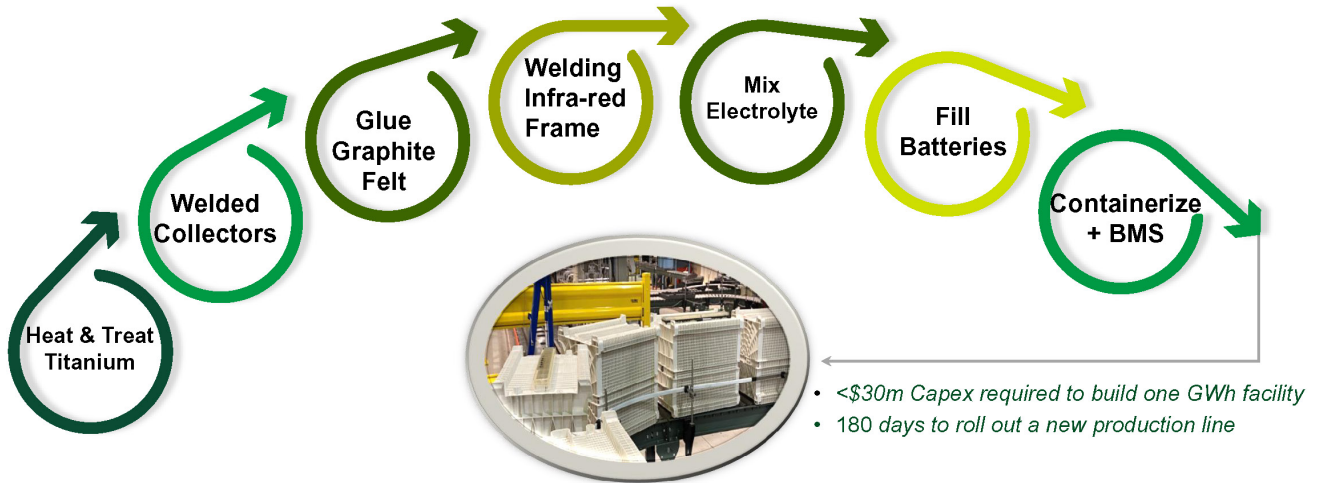 Heat & Treat
Titanium
Welded
Collectors
Glue
Graphite
Felt
Welding
Infra-red
Frame
Mix
Electrolyte
Fill
Batteries
Containerize
+ BMS
• <$30m Capex required to build one GWh facility
• 180 days to roll out a new production line